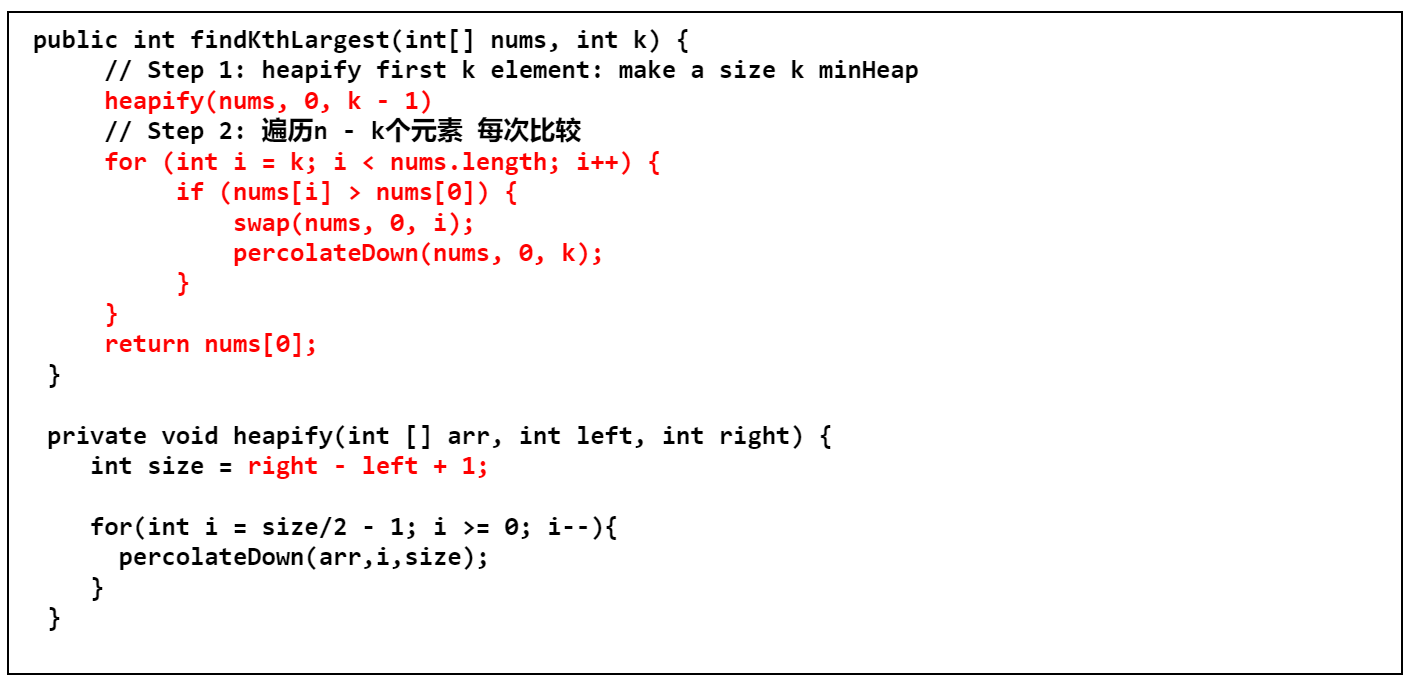 public int findKthLargest(int[] nums, int k) {
// Step 1: heapify first k element: make a size k minHeap
heapify(nums, 0, k - 1)
// Step 2: 遍历n - k个元素 每次比较
for (int i = k; i < nums.length; i++) {
if (nums[i] > nums[0]) {
swap(nums, 0, i);
percolateDown(nums, 0, k);
}
}
return nums[0];
}
private void heapify(int [] arr, int left, int right) {
int size = right - left + 1;
for(int i = size/2 - 1; i >= 0; i--){
percolateDown(arr,i,size);
}
}